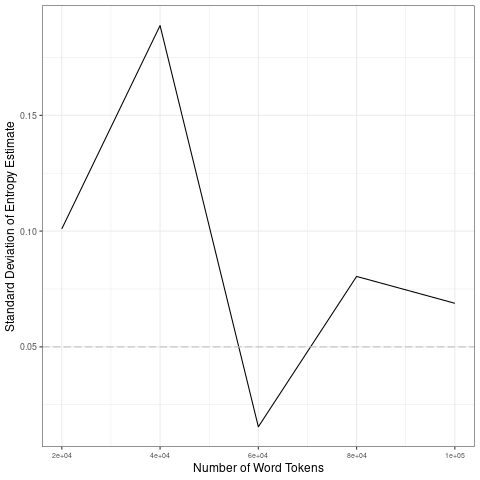 Standard Deviation of Entropy Estimate
0.15
0.10
0.05
2e+04 4e+04 6e+04 8e+04 1e+05
Number of Word Tokens